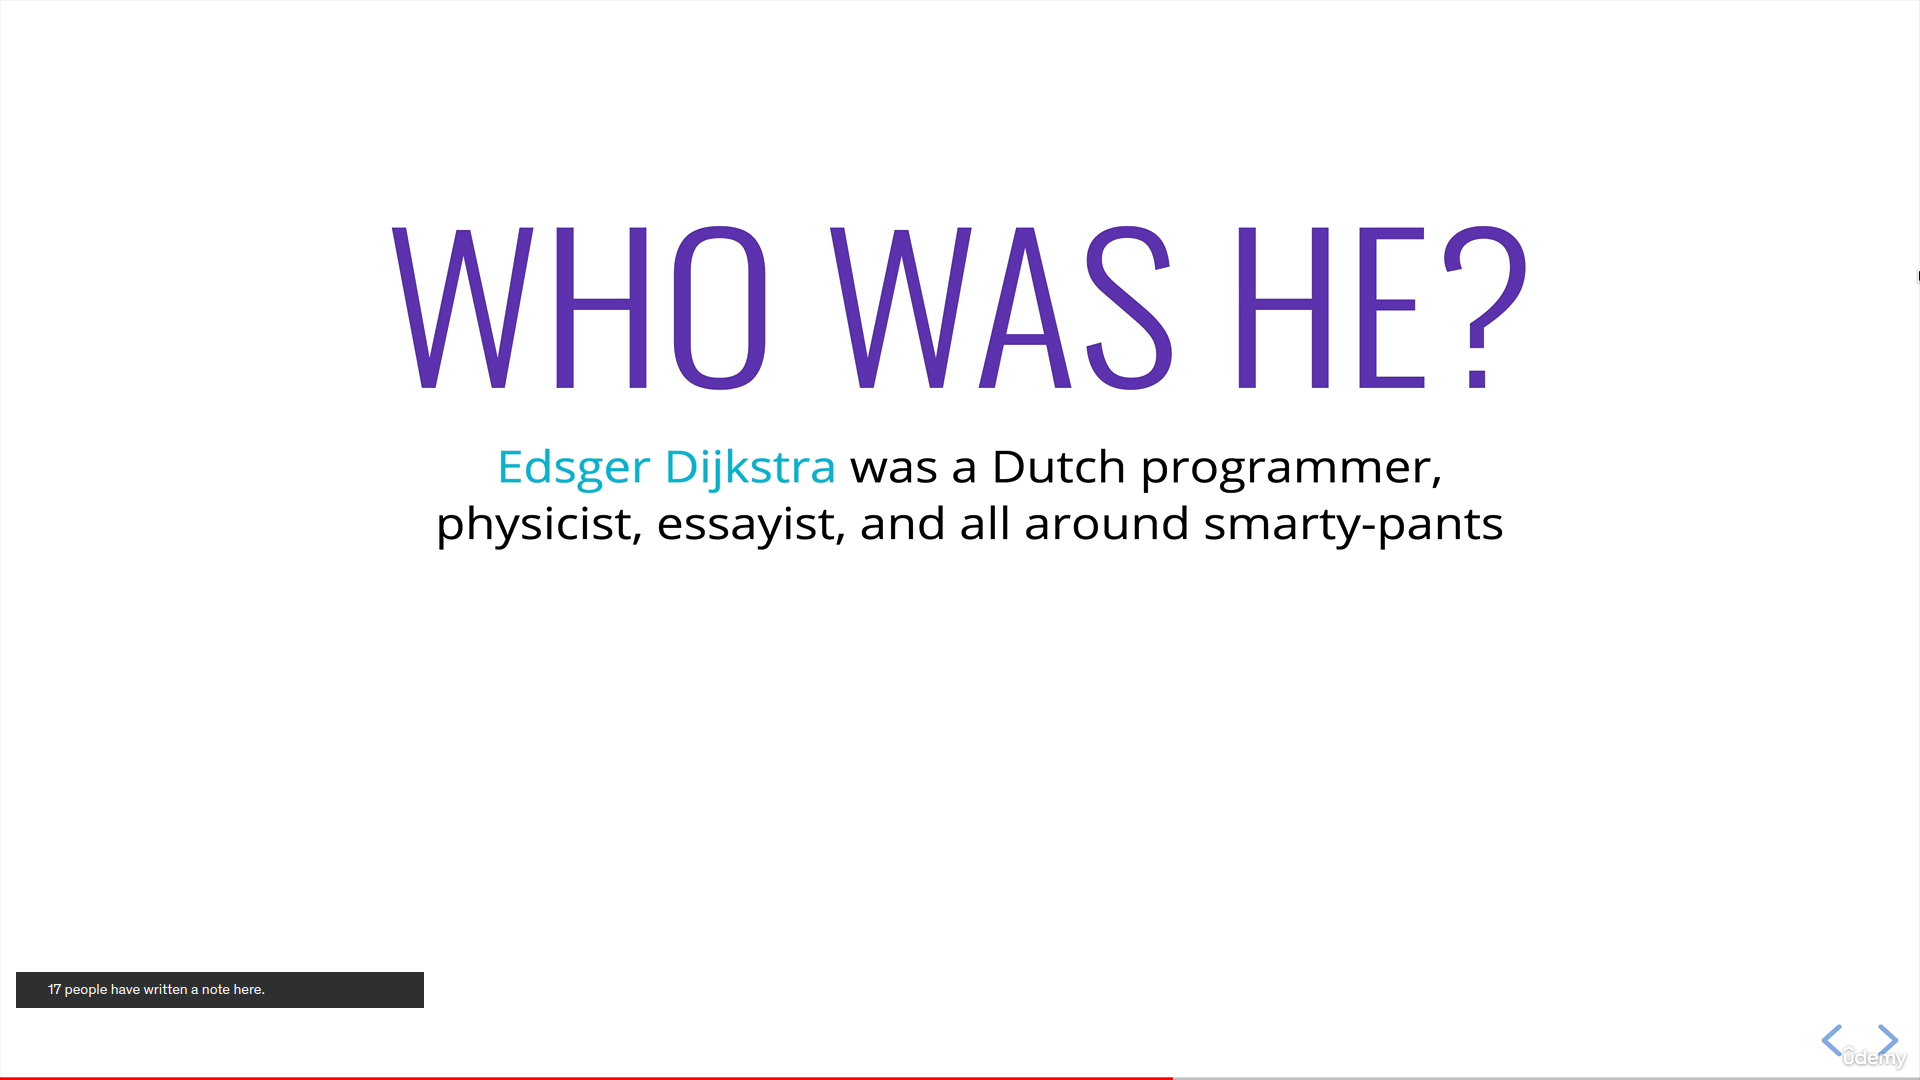 WHO WAS HE?
Edsger Dijkstra was a Dutch programmer,
physicist, essayist, and all around smarty-pants
17 people have written a note here.
ûdemy